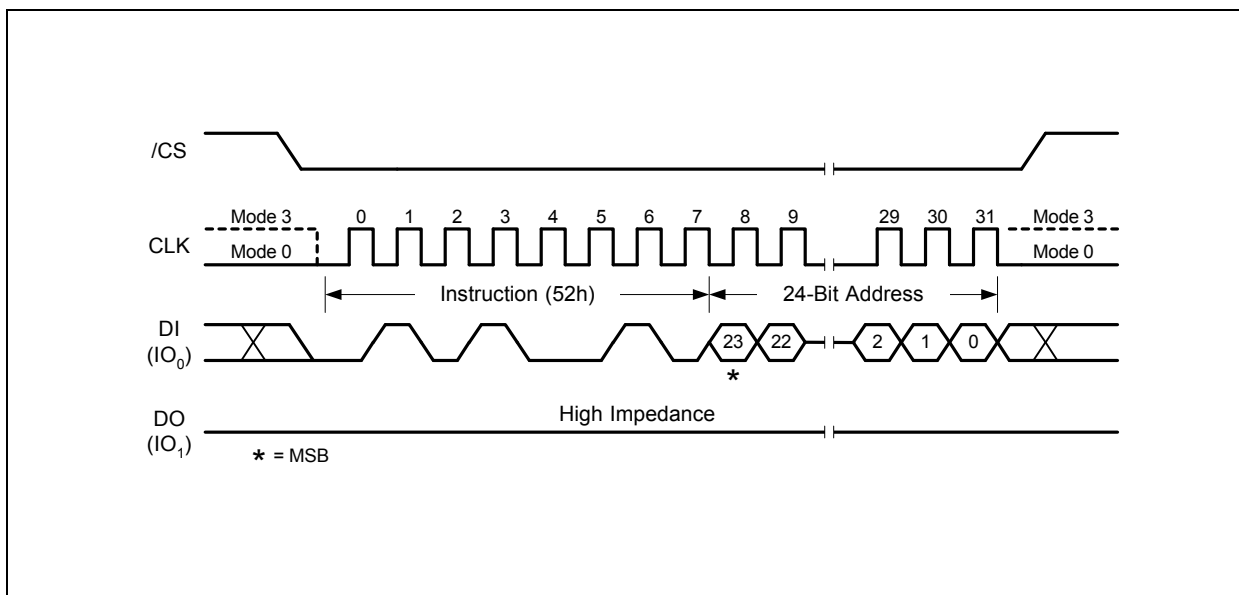 /CS
Mode 3 0 1 2 3 4 5 6 7 8 9 29 30 31 Mode 3
CLK Mode 0 Mode 0
Instruction (52h) 24-Bit Address
DI
(IO0) 23 22 2 1 0
*
High Impedance
DO
(IO1)
* = MSB